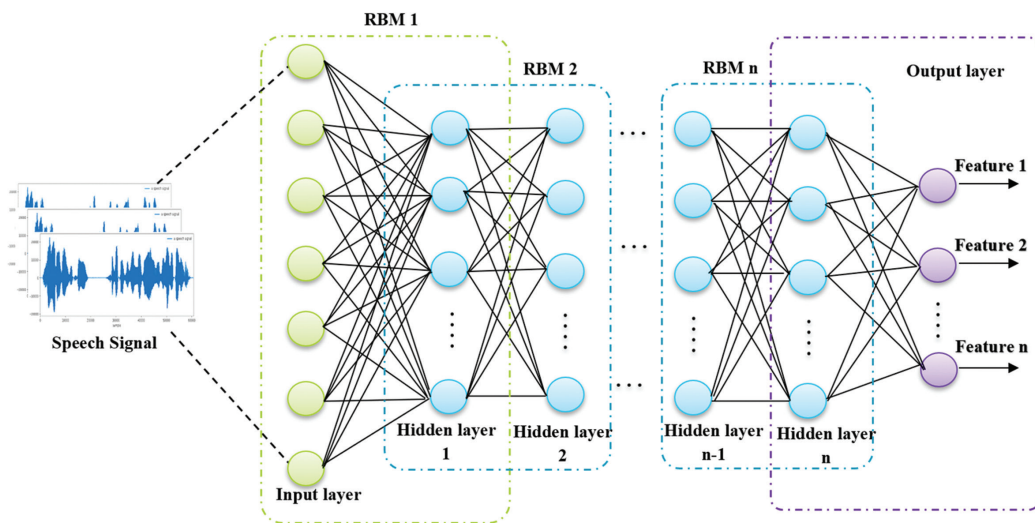 RBM 1
RBM 2
RBM n
Output layer
Feature 1
Feature 2
Feature n
Speech Signal
Hidden layer
1
Hidden layer
2
Hidden layer
n-1
Hidden layer
n
Input layer